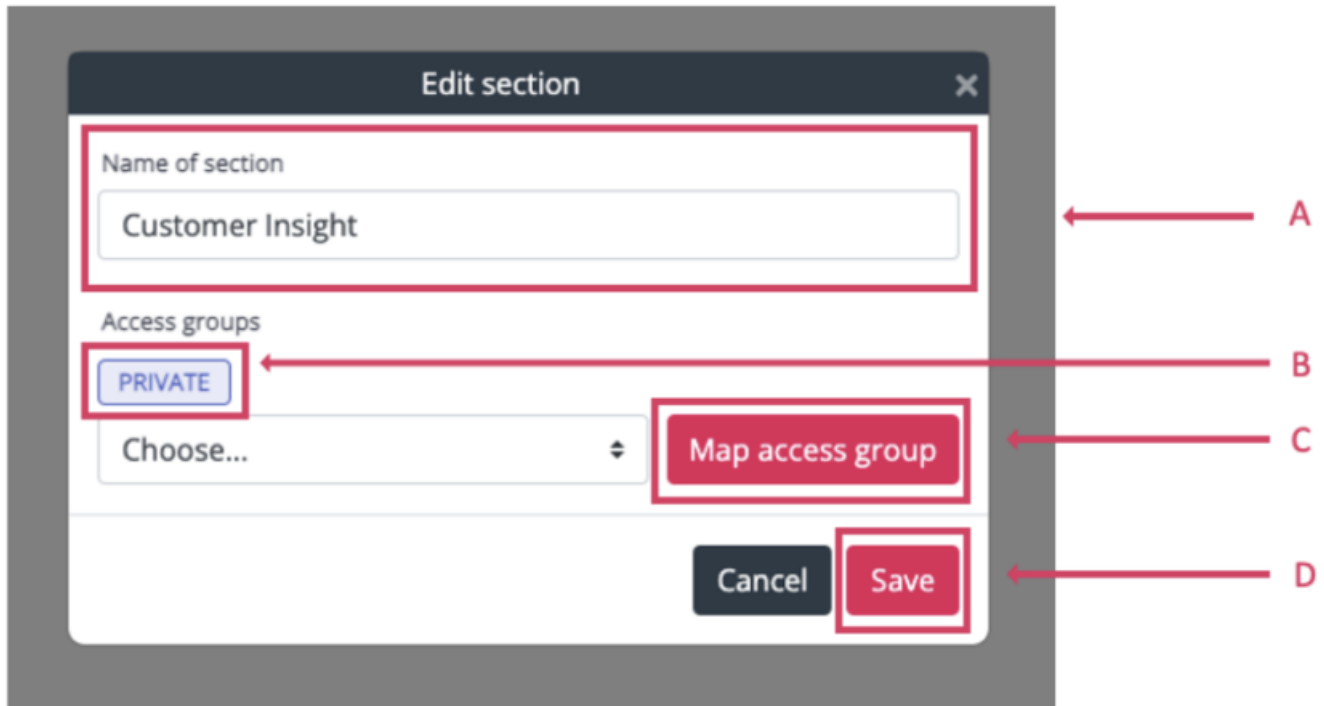 Edit section ×
Name of section
Customer Insight
A
Access groups
PRIVATE
B
Choose...
Map access group
C
Cancel
Save
D